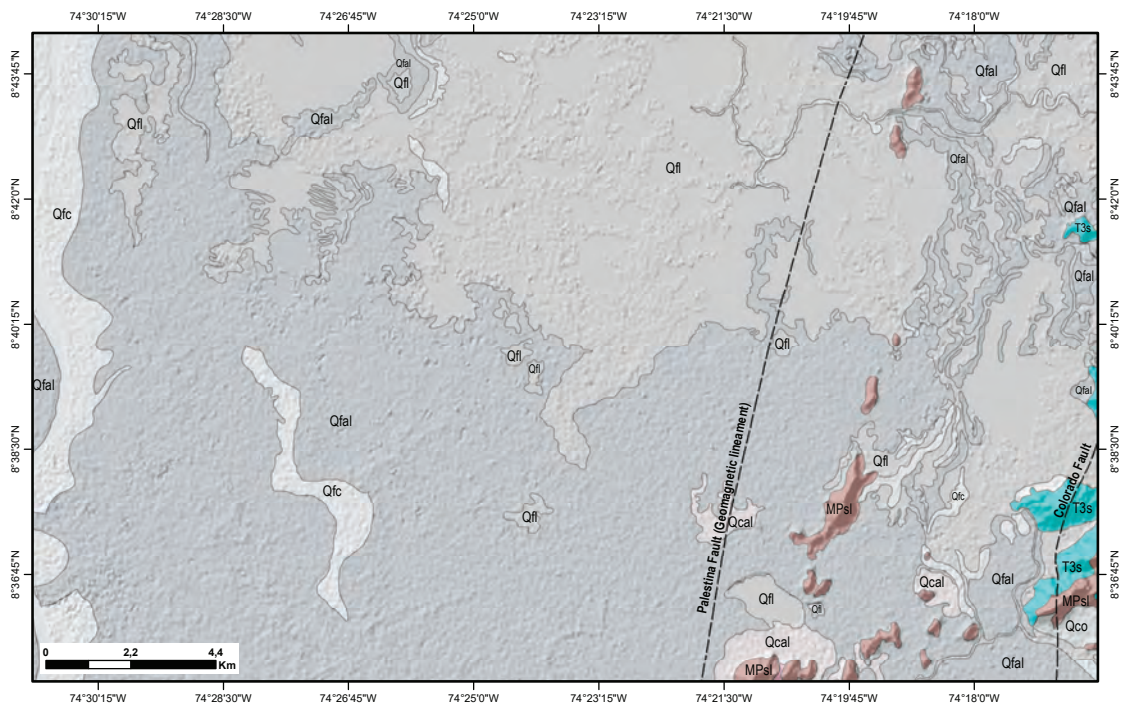 74°30'15"W 74°28'30"W 74°26'45"W 74°25'0"W 74°23'15"W 74°21'30"W 74°19'45"W 74°18'0"W
8°43'45"N
8°43'45"N
Qfal
Qfl
Qfal
Qfl
Qfl
Qfal
Qfl
Qfal
8°42'0"N
8°42'0"N
Qfc
Qfal
T3s
Qfal
8°40'15"N
8°40'15"N
Qfl
Qfl
Qfl
Qfal
Qfal
Qfal
8°38'30"N
8°38'30"N
Palestina Fault (Geomagnetic lineament)
Colorado Fault
Qfl
Qfc
Qfc
MPsl
T3s
Qfl
Qcal
8°36'45"N
8°36'45"N
T3s
Qcal
Qfal
Qfl
Qfl
MPsl
Qco
Qcal
Qfal
MPsl
0 2,2 4,4
Km
74°30'15"W 74°28'30"W 74°26'45"W 74°25'0"W 74°23'15"W 74°21'30"W 74°19'45"W 74°18'0"W